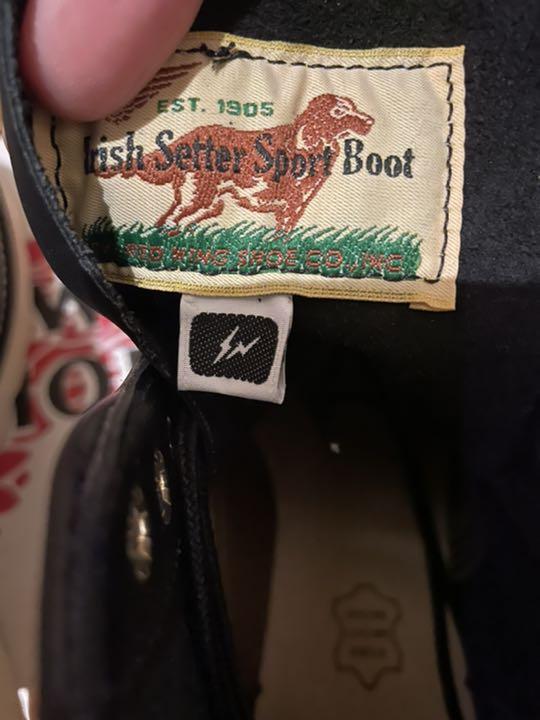 EST. 1905
Irish Setter Sport Boot
RED WING SHOE CO., INC.